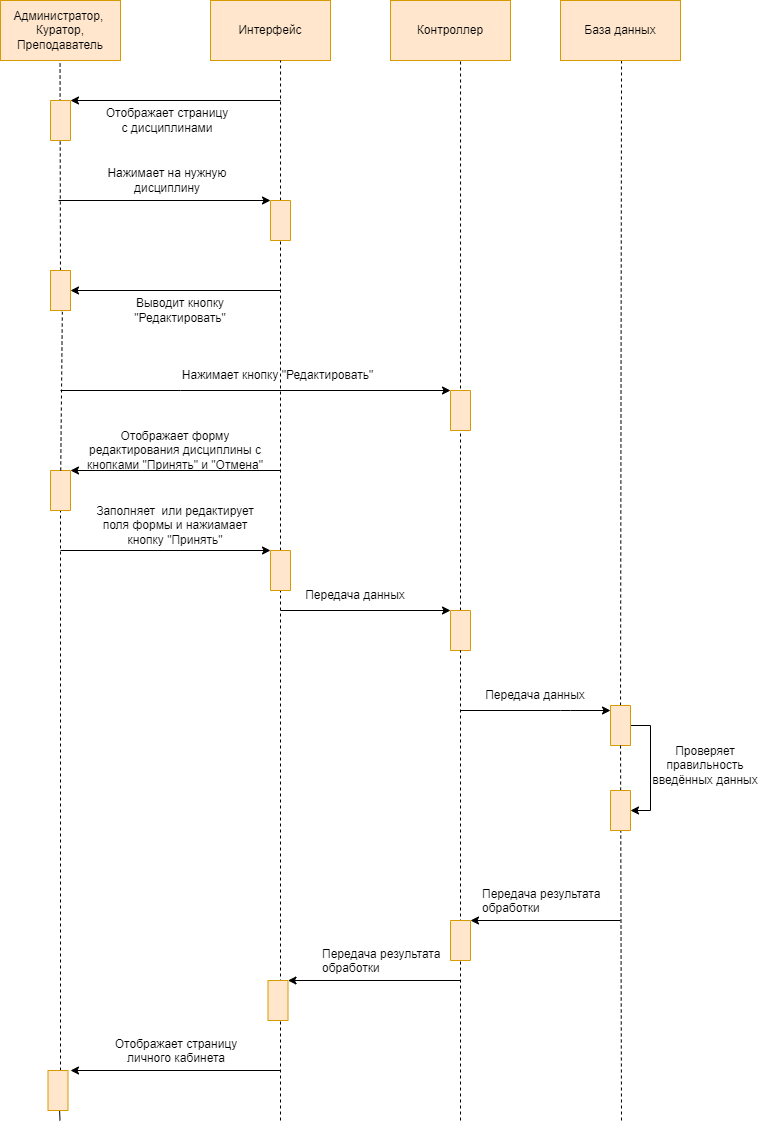 Администратор,
Куратор,
Преподаватель
Интерфейс
Контроллер
База данных
Отображает страницу
с дисциплинами
Нажимает на нужную
дисциплину
Выводит кнопку
"Редактировать"
Нажимает кнопку "Редактировать"
Отображает форму
редактирования дисциплины с
кнопками "Принять" и "Отмена"
Заполняет или редактирует
поля формы и нажиамает
кнопку "Принять"
Передача данных
Передача данных
Проверяет
правильность
введённых данных
Передача результата
обработки
Передача результата
обработки
Отображает страницу
личного кабинета